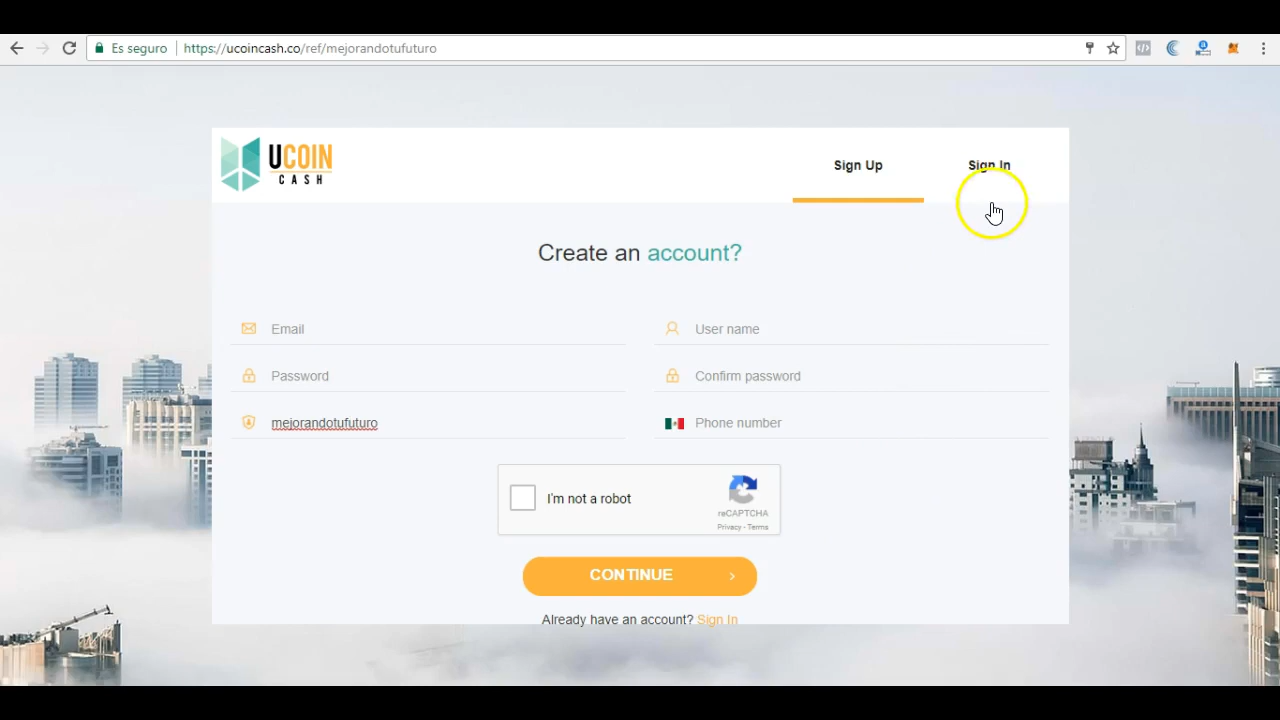 Es seguro https://ucoincash.co/ref/mejorandotufuturo
UCOIN
CASH
Sign Up
Sign In
Create an account?
Email
User name
Password
Confirm password
mejorandotufuturo
Phone number
I'm not a robot
reCAPTCHA
Privacy - Terms
CONTINUE
Already have an account? Sign In